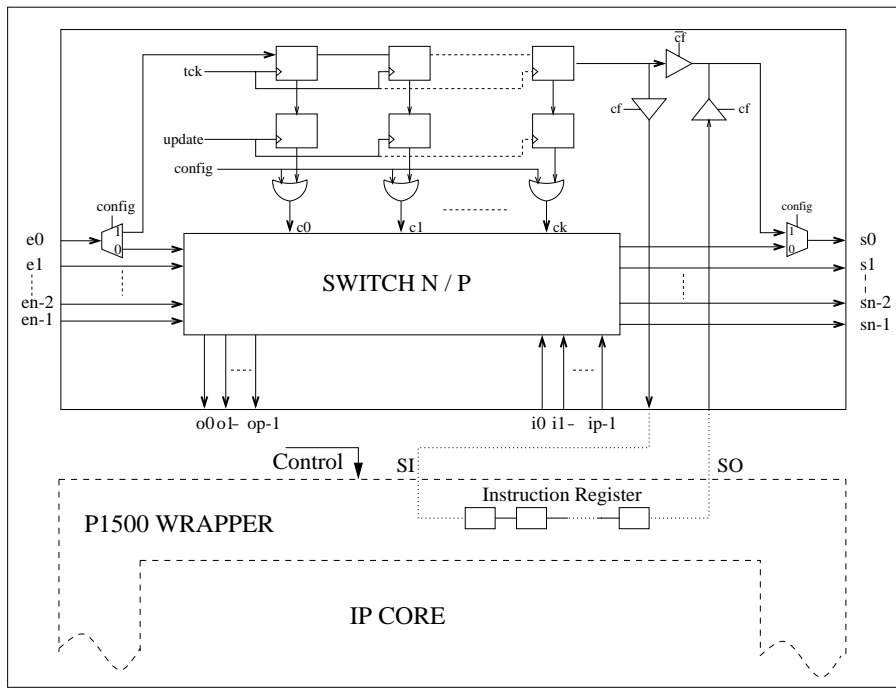 cf
tck
cf
cf
update
config
config
config
e0
1
0
c0
c1
ck
1
0
s0
e1
SWITCH N / P
s1
en-2
sn-2
en-1
sn-1
o0 o1- op-1
i0 i1- ip-1
Control
SI
SO
Instruction Register
P1500 WRAPPER
IP CORE